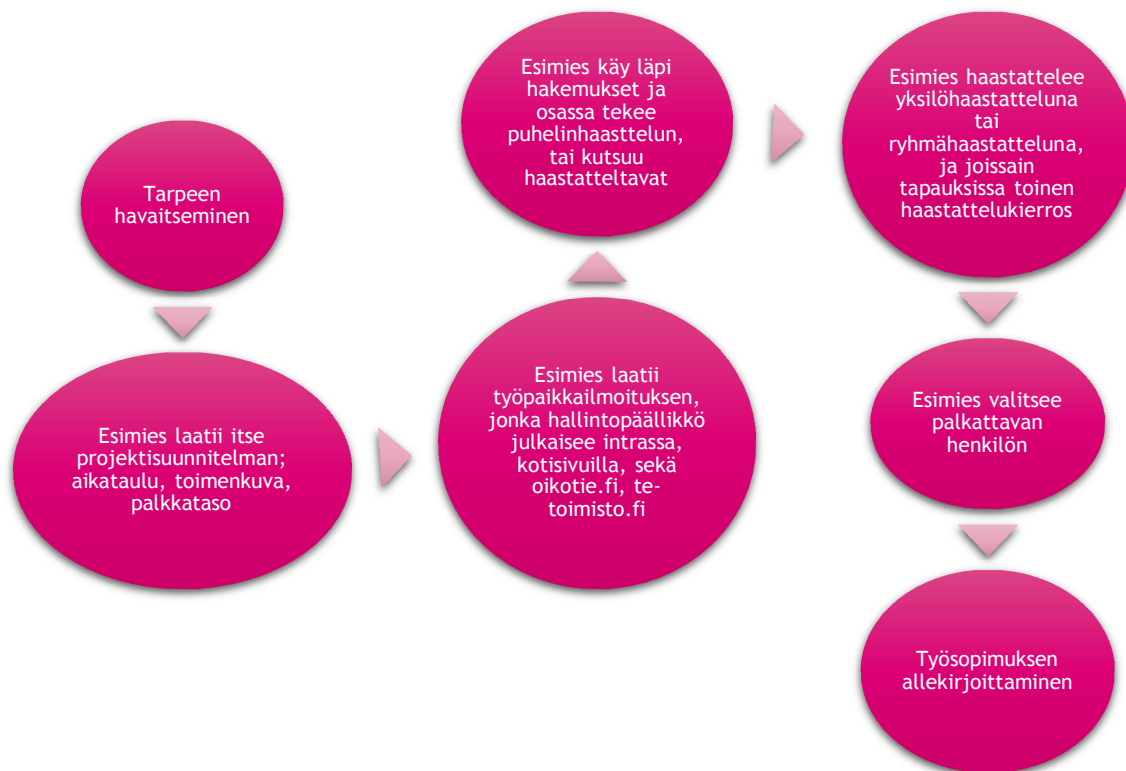 Tarpeen
havaitseminen
Esimies laatii itse
projektisuunnitelman;
aikataulu, toimenkuva,
palkkataso
Esimies laatii
työpaikkailmoituksen,
jonka hallintopäällikkö
julkaisee intrassa,
kotisivuilla, sekä
oikotie.fi, te-
toimisto.fi
Esimies käy läpi
hakemukset ja
osassa tekee
puhelinhaasttelun,
tai kutsuu
haastatteltavat
Esimies haastattelee
yksilöhaastatteluna
tai
ryhmähaastatteluna,
ja joissain
tapauksissa toinen
haastattelukierros
Esimies valitsee
palkattavan
henkilön
Työsopimuksen
allekirjoittaminen